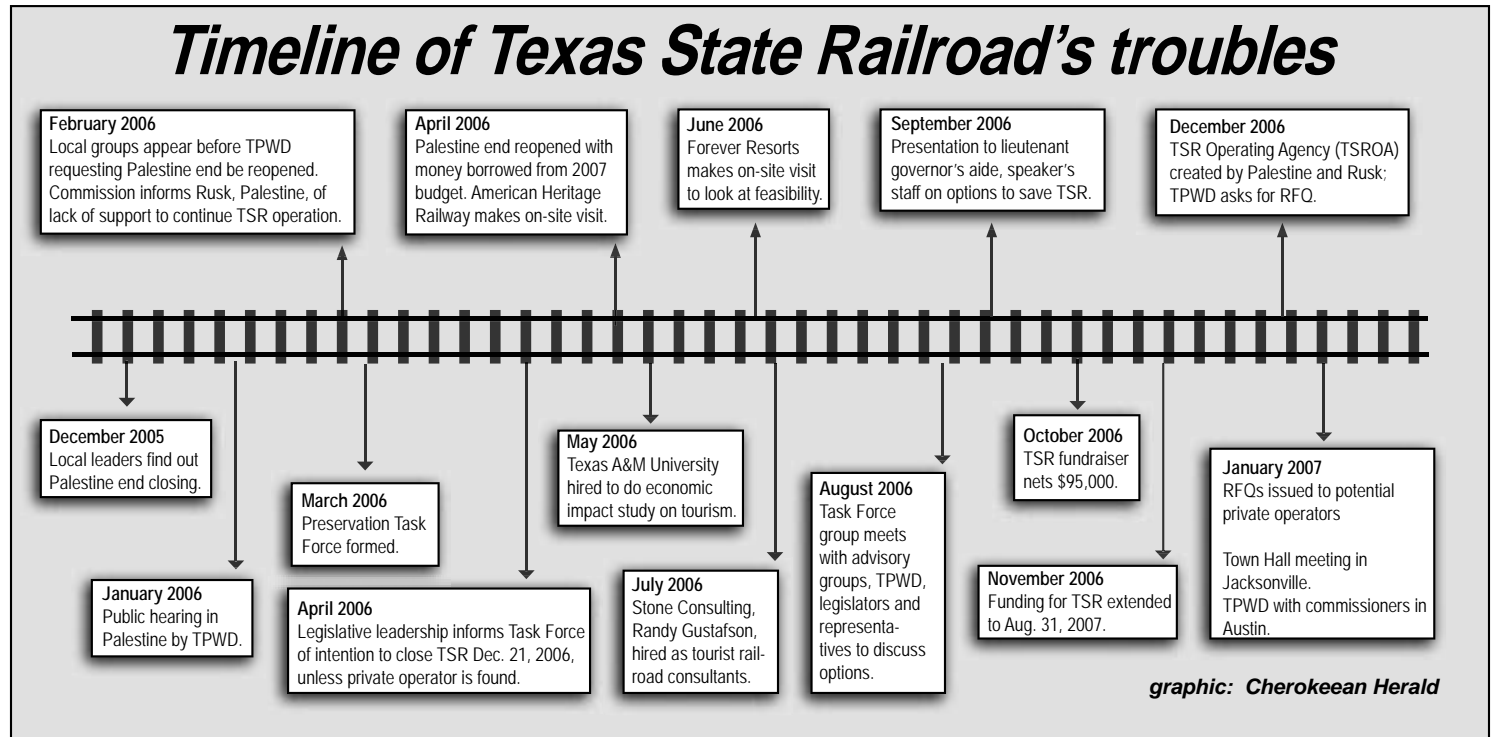 Timeline of Texas State Railroad's troubles
February 2006
Local groups appear before TPWD
requesting Palestine end be reopened.
Commission informs Rusk, Palestine, of
lack of support to continue TSR operation.
April 2006
Palestine end reopened with
money borrowed from 2007
budget. American Heritage
Railway makes on-site visit.
June 2006
Forever Resorts
makes on-site visit
to look at feasibility.
September 2006
Presentation to lieutenant
governor's aide, speaker's
staff on options to save TSR.
December 2006
TSR Operating Agency (TSROA)
created by Palestine and Rusk;
TPWD asks for RFQ.
December 2005
Local leaders find out
Palestine end closing.
January 2006
Public hearing in
Palestine by TPWD.
March 2006
Preservation Task
Force formed.
April 2006
Legislative leadership informs Task Force
of intention to close TSR Dec. 21, 2006,
unless private operator is found.
May 2006
Texas A&M University
hired to do economic
impact study on tourism.
July 2006
Stone Consulting,
Randy Gustafson,
hired as tourist rail-
road consultants.
August 2006
Task Force
group meets
with advisory
groups, TPWD,
legislators and
representa-
tives to discuss
options.
October 2006
TSR fundraiser
nets $95,000.
November 2006
Funding for TSR extended
to Aug. 31, 2007.
January 2007
RFQs issued to potential
private operators
Town Hall meeting in
Jacksonville.
TPWD with commissioners in
Austin.
graphic: Cherokeean Herald